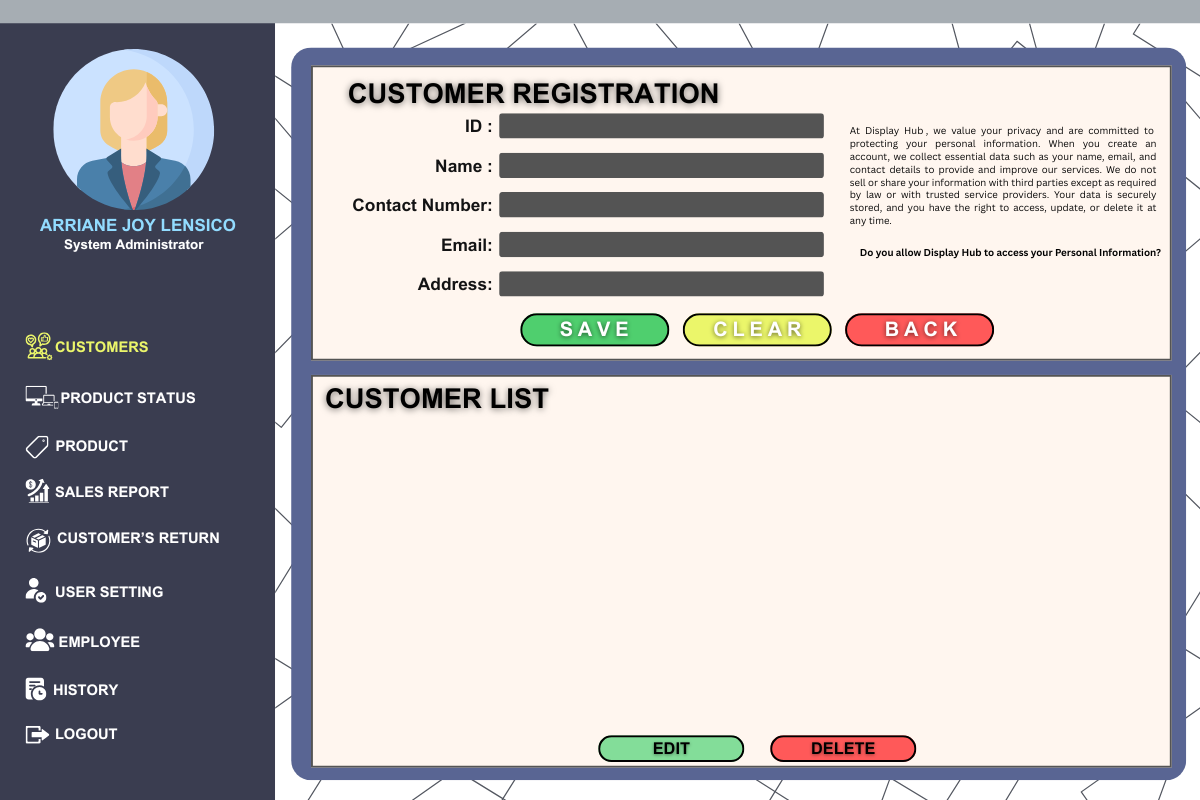 ARRIANE JOY LENSICO
System Administrator
CUSTOMERS
PRODUCT STATUS
PRODUCT
SALES REPORT
CUSTOMER’S RETURN
USER SETTING
EMPLOYEE
HISTORY
LOGOUT
CUSTOMER REGISTRATION
ID :
Name :
Contact Number:
Email:
Address:
At Display Hub , we value your privacy and are committed to
protecting your personal information. When you create an
account, we collect essential data such as your name, email, and
contact details to provide and improve our services. We do not
sell or share your information with third parties except as required
by law or with trusted service providers. Your data is securely
stored, and you have the right to access, update, or delete it at
any time.
Do you allow Display Hub to access your Personal Information?
SAVE
CLEAR
BACK
CUSTOMER LIST
EDIT
DELETE